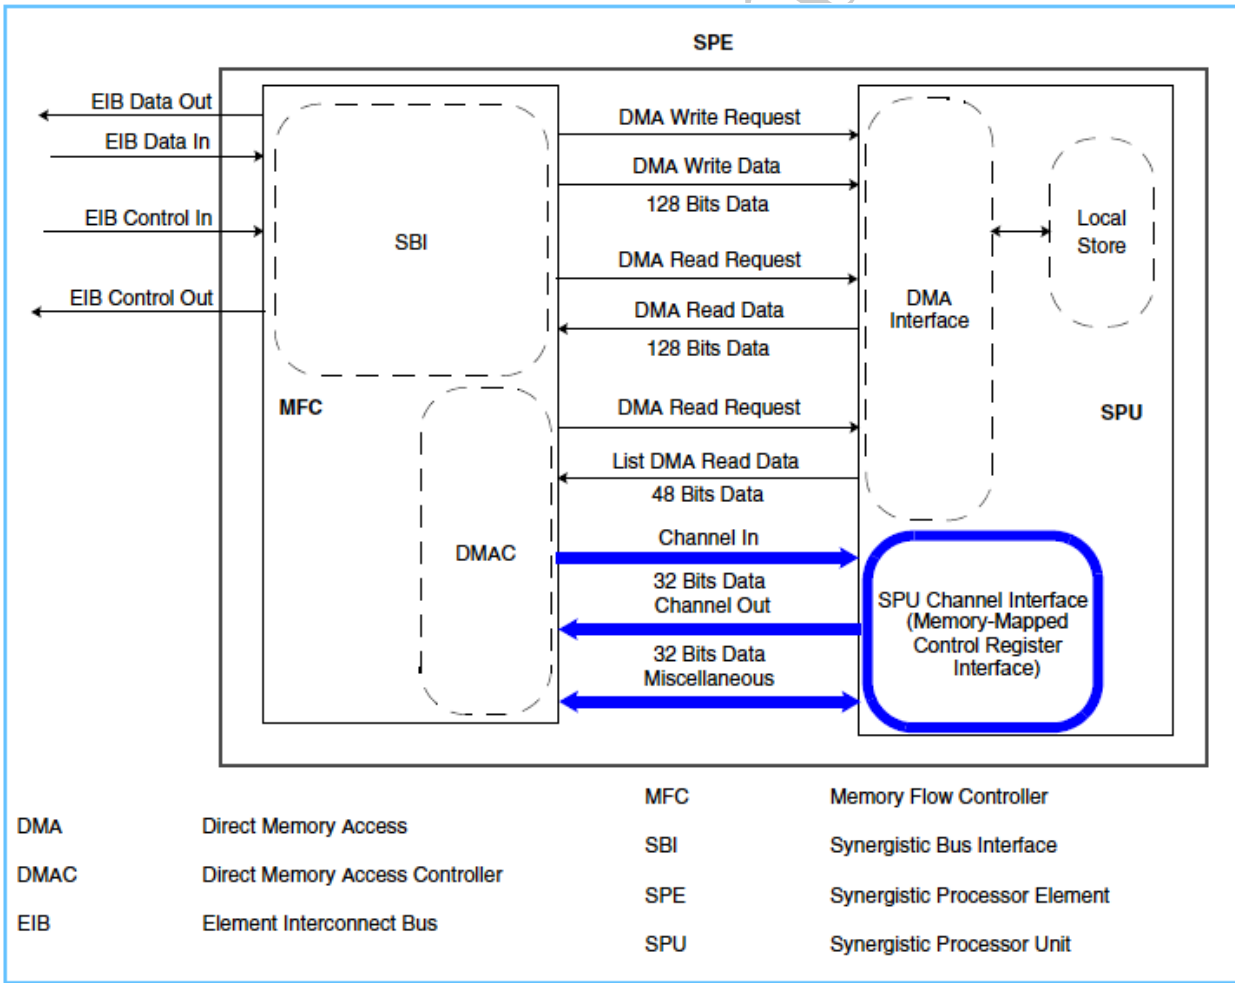 SPE
EIB Data Out
EIB Data In
EIB Control In
EIB Control Out
SBI
MFC
DMAC
DMA Write Request
DMA Write Data
128 Bits Data
DMA Read Request
DMA Read Data
128 Bits Data
DMA Read Request
List DMA Read Data
48 Bits Data
Channel In
32 Bits Data
Channel Out
32 Bits Data
Miscellaneous
DMA
Interface
Local
Store
SPU
SPU Channel Interface
(Memory-Mapped
Control Register
Interface)
DMA Direct Memory Access
DMAC Direct Memory Access Controller
EIB Element Interconnect Bus
MFC Memory Flow Controller
SBI Synergistic Bus Interface
SPE Synergistic Processor Element
SPU Synergistic Processor Unit